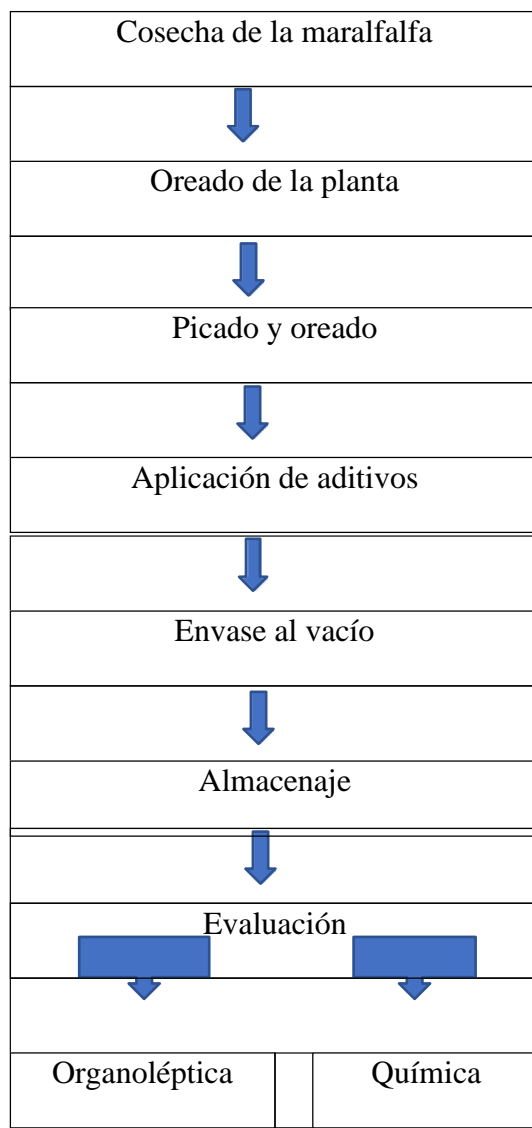 Cosecha de la maralfalfa
Oreado de la planta
Picado y oreado
Aplicación de aditivos
Envase al vacío
Almacenaje
Evaluación
Organoléptica
Química